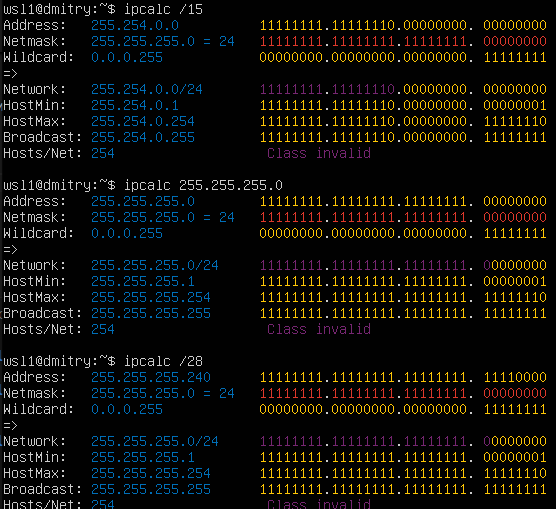 wsl1@dmitry:~$ ipcalc /15
Address: 255.254.0.0 11111111.11111110.00000000. 00000000
Netmask: 255.255.255.0 = 24 11111111.11111111.11111111. 00000000
Wildcard: 0.0.0.255 00000000.00000000.00000000. 11111111
=>
Network: 255.254.0.0/24 11111111.11111110.00000000. 00000000
HostMin: 255.254.0.1 11111111.11111110.00000000. 00000001
HostMax: 255.254.0.254 11111111.11111110.00000000. 11111110
Broadcast: 255.254.0.255 11111111.11111110.00000000. 11111111
Hosts/Net: 254 Class invalid
wsl1@dmitry:~$ ipcalc 255.255.255.0
Address: 255.255.255.0 11111111.11111111.11111111. 00000000
Netmask: 255.255.255.0 = 24 11111111.11111111.11111111. 00000000
Wildcard: 0.0.0.255 00000000.00000000.00000000. 11111111
=>
Network: 255.255.255.0/24 11111111.11111111.11111111. 00000000
HostMin: 255.255.255.1 11111111.11111111.11111111. 00000001
HostMax: 255.255.255.254 11111111.11111111.11111111. 11111110
Broadcast: 255.255.255.255 11111111.11111111.11111111. 11111111
Hosts/Net: 254 Class invalid
wsl1@dmitry:~$ ipcalc /28
Address: 255.255.255.240 11111111.11111111.11111111. 11110000
Netmask: 255.255.255.0 = 24 11111111.11111111.11111111. 00000000
Wildcard: 0.0.0.255 00000000.00000000.00000000. 11111111
=>
Network: 255.255.255.0/24 11111111.11111111.11111111. 00000000
HostMin: 255.255.255.1 11111111.11111111.11111111. 00000001
HostMax: 255.255.255.254 11111111.11111111.11111111. 11111110
Broadcast: 255.255.255.255 11111111.11111111.11111111. 11111111
Hosts/Net: 254 Class invalid